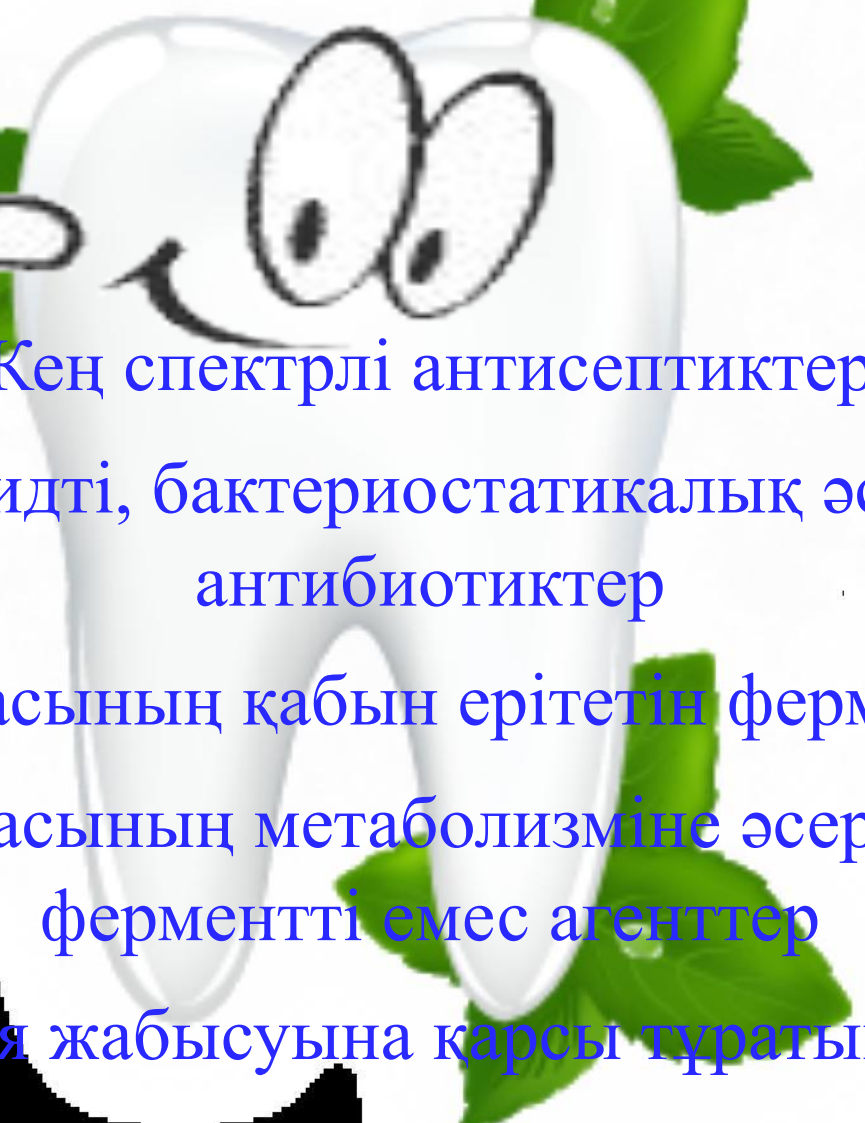 Кең спектрлі антисептиктер
идті, бактериостатикалық әс
антибиотиктер
асының қабын ерітетін ферм
асының метаболизміне әсер
ферментті емес агенттер
я жабысуына қарсы тұраты